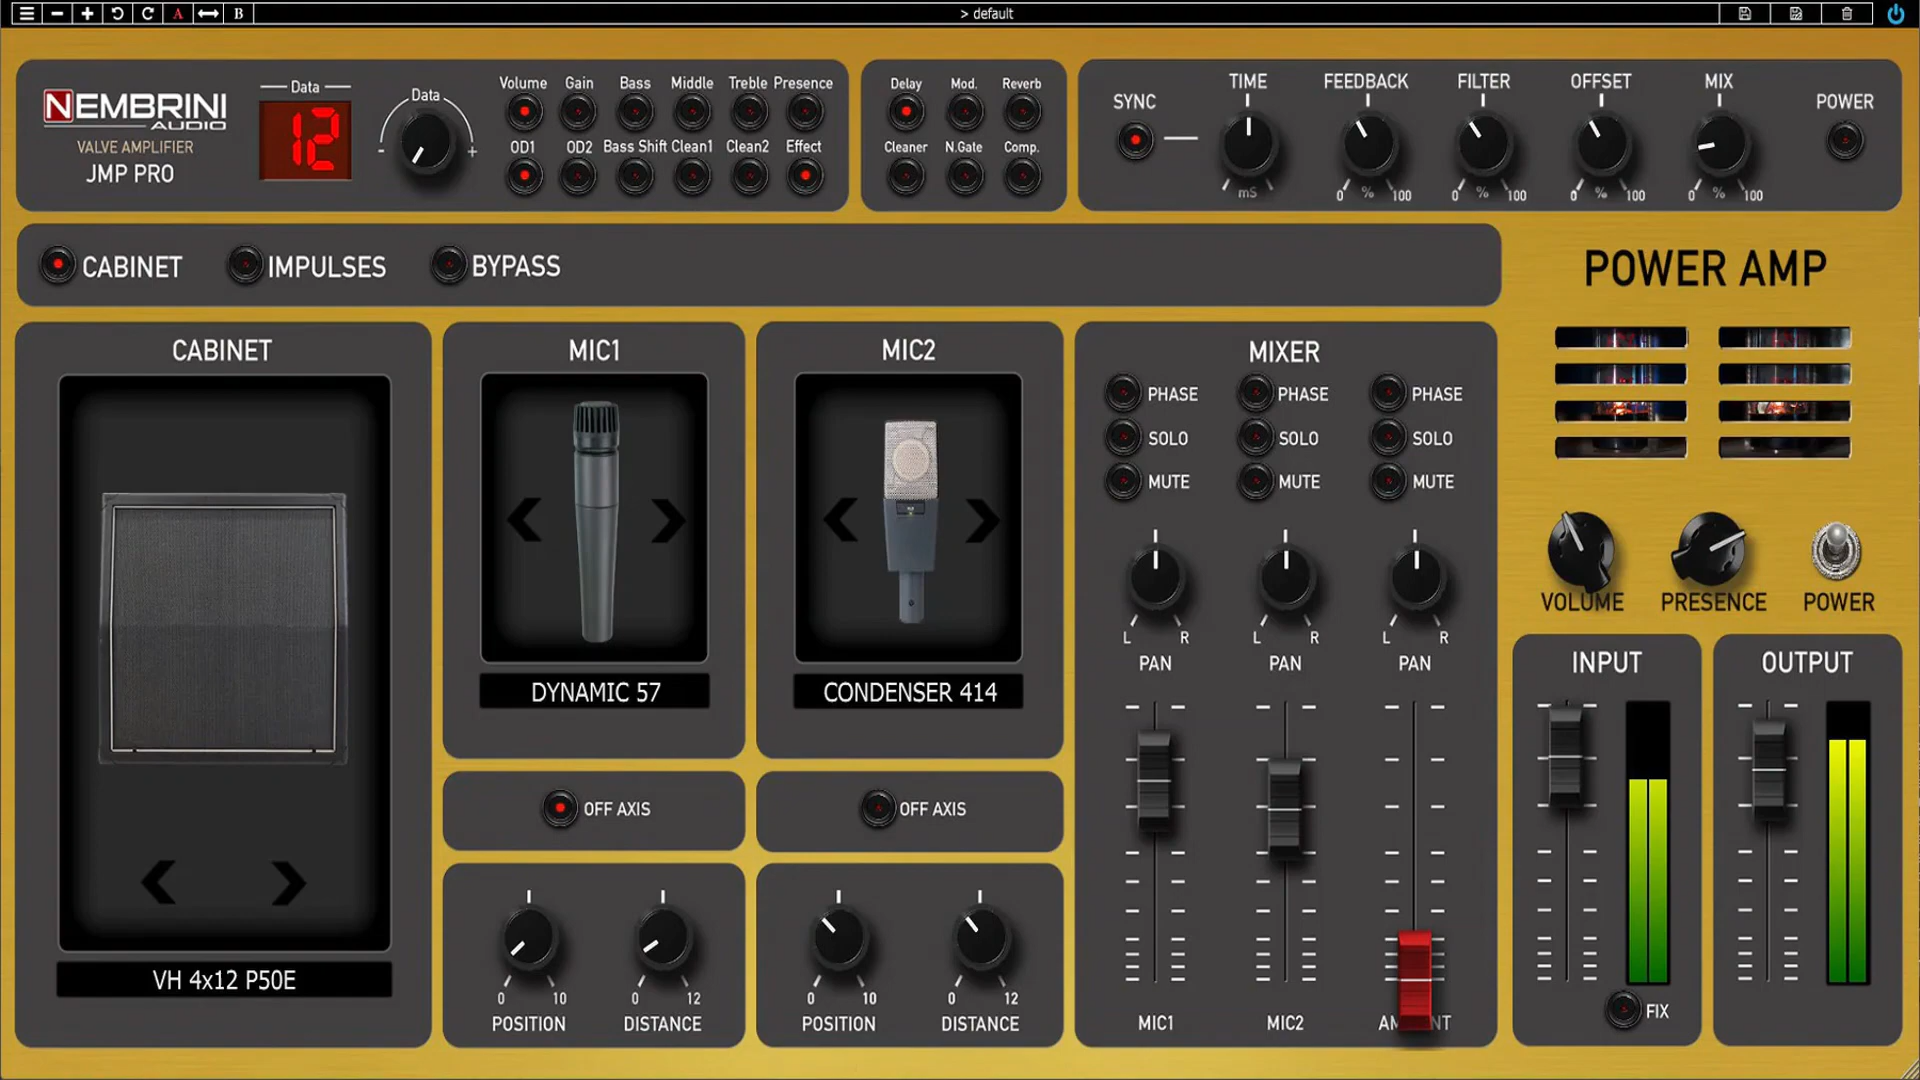 A B > default
NEMBRINI
AUDIO
VALVE AMPLIFIER
JMP PRO
Data
12
Data
- +
Volume Gain Bass Middle Treble Presence
OD1 OD2 Bass Shift Clean1 Clean2 Effect
Delay Mod. Reverb
Cleaner N.Gate Comp.
SYNC
TIME FEEDBACK FILTER OFFSET MIX
POWER
mS 0 % 100 0 % 100 0 % 100 0 % 100
CABINET IMPULSES BYPASS
POWER AMP
CABINET
VH 4x12 P50E
MIC1
DYNAMIC 57
OFF AXIS
0 10 0 12
POSITION DISTANCE
MIC2
CONDENSER 414
OFF AXIS
0 10 0 12
POSITION DISTANCE
MIXER
PHASE PHASE PHASE
SOLO SOLO SOLO
MUTE MUTE MUTE
L R L R L R
PAN PAN PAN
MIC1 MIC2
VOLUME PRESENCE POWER
INPUT
FIX
OUTPUT